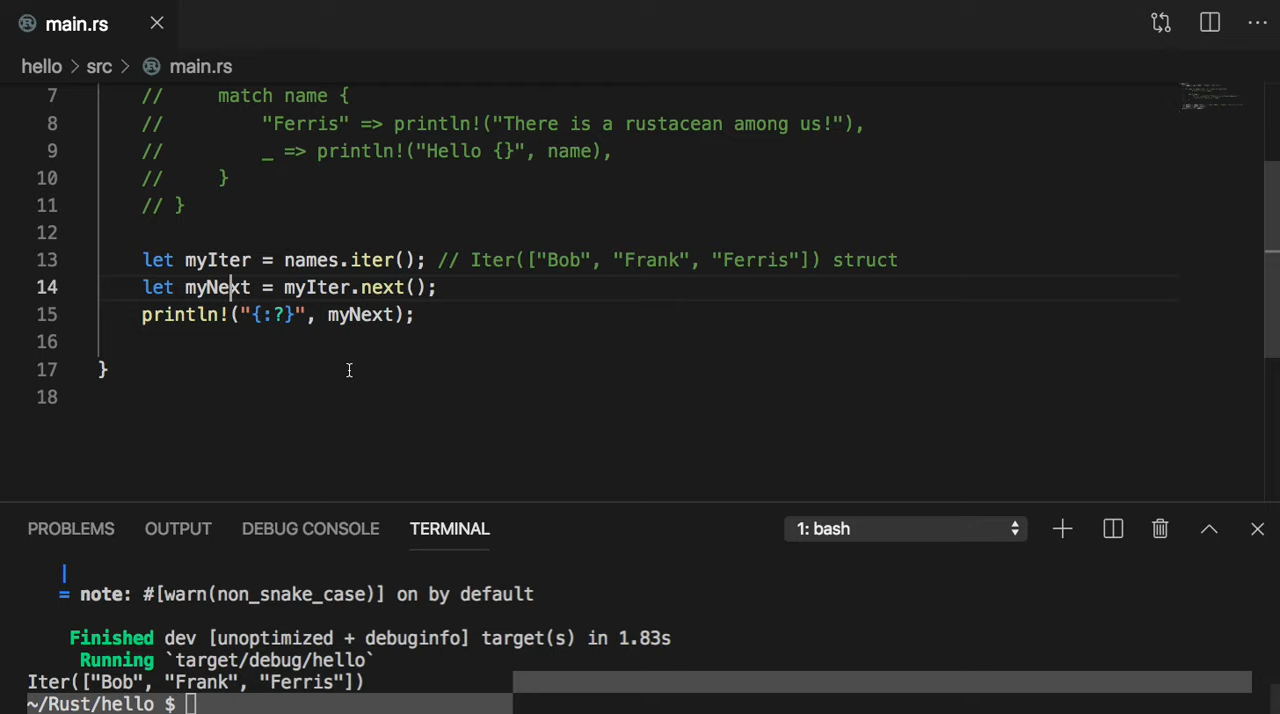 main.rs
hello > src > main.rs
7 // match name {
8 // "Ferris" => println!("There is a rustacean among us!"),
9 // _ => println!("Hello {}", name),
10 // }
11 // }
12
13 let myIter = names.iter(); // Iter(["Bob", "Frank", "Ferris"]) struct
14 let myNext = myIter.next();
15 println!("{:?}", myNext);
16
17 }
18
PROBLEMS OUTPUT DEBUG CONSOLE TERMINAL 1: bash
|
= note: #[warn(non_snake_case)] on by default
Finished dev [unoptimized + debuginfo] target(s) in 1.83s
Running `target/debug/hello`
Iter(["Bob", "Frank", "Ferris"])
~/Rust/hello $